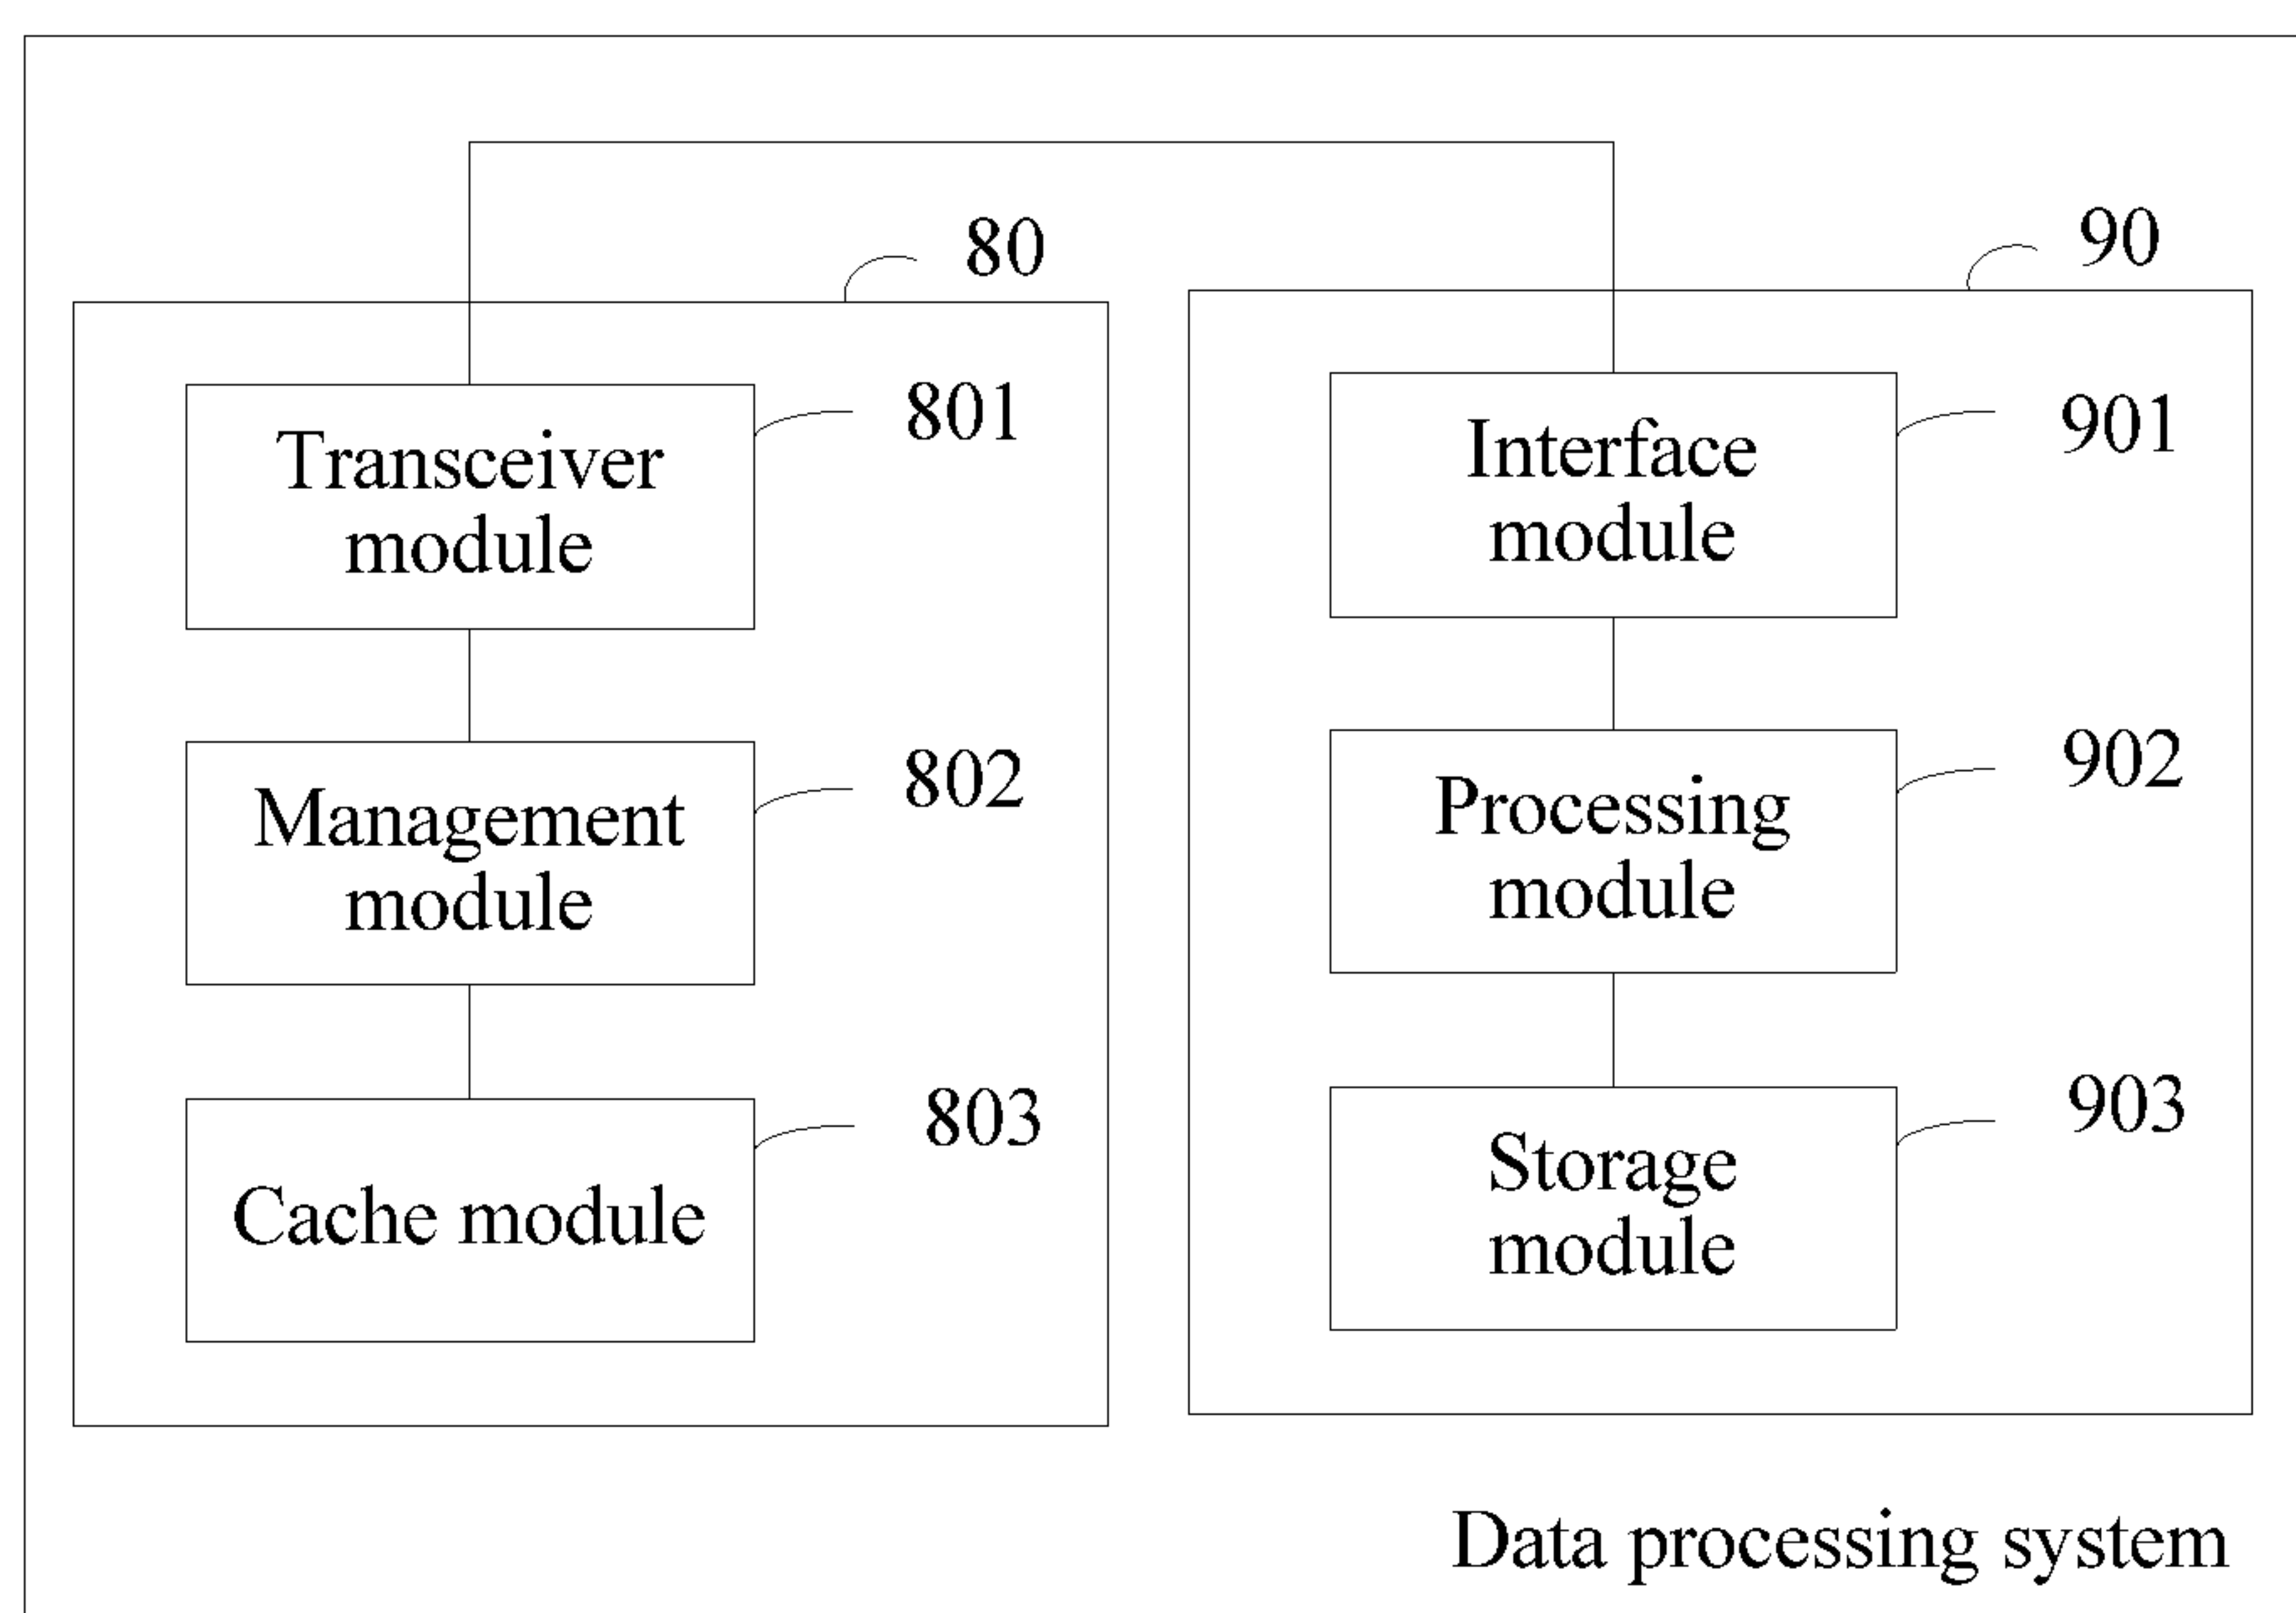 80
801
Transceiver
module
802
Management
module
803
Cache module
90
901
Interface
module
902
Processing
module
903
Storage
module
Data processing system